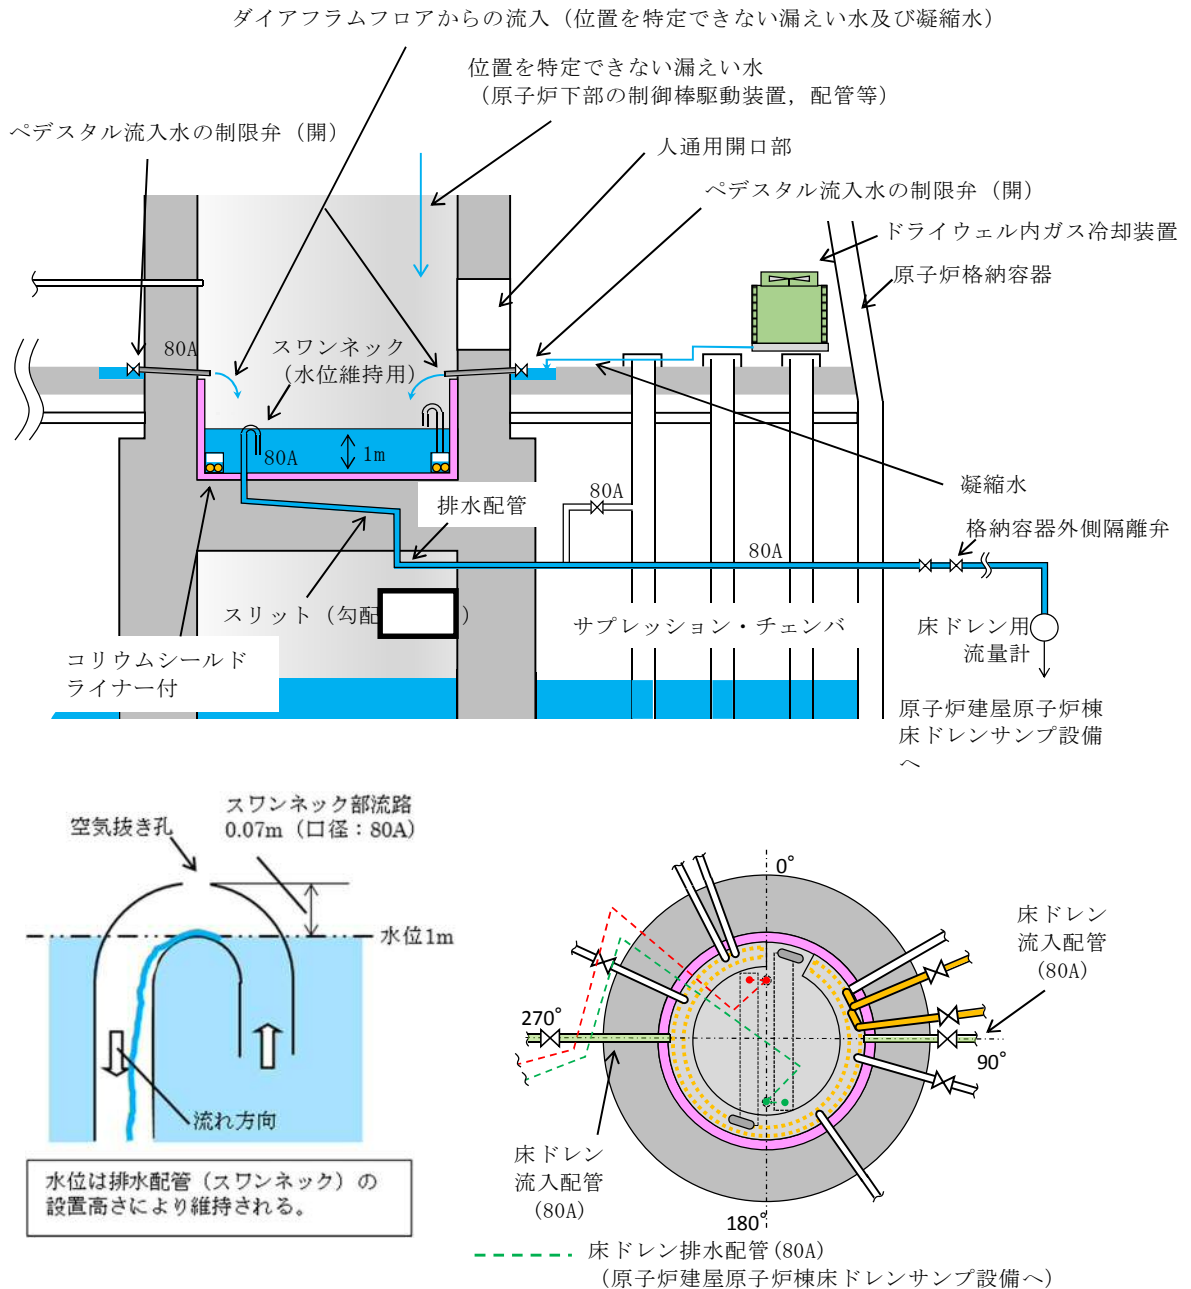 ダイアフラムフロアからの流入（位置を特定できない漏えい水及び凝縮水）
位置を特定できない漏えい水
（原子炉下部の制御棒駆動装置，配管等）
ペデスタル流入水の制限弁（開）
人通用開口部
ペデスタル流入水の制限弁（開）
ドライウェル内ガス冷却装置
原子炉格納容器
80A
スワンネック
（水位維持用）
80A
1m
排水配管
80A
凝縮水
格納容器外側隔離弁
80A
スリット（勾配
）
サプレッション・チェンバ
床ドレン用
流量計
コリウムシールド
ライナー付
原子炉建屋原子炉棟
床ドレンサンプ設備
へ
スワンネック部流路
0.07m（口径：80A）
空気抜き孔
水位1m
流れ方向
水位は排水配管（スワンネック）の
設置高さにより維持される。
0°
床ドレン
流入配管
(80A)
270°
90°
床ドレン
流入配管
(80A)
180°
床ドレン排水配管(80A)
（原子炉建屋原子炉棟床ドレンサンプ設備へ）